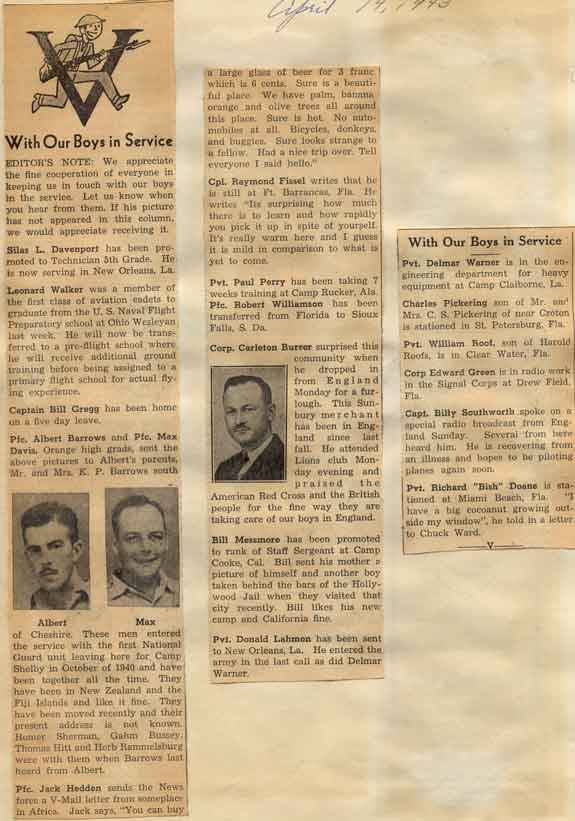 April 19, 1943
With Our Boys in Service
EDITOR'S NOTE: We appreciate
the fine cooperation of everyone in
keeping us in touch with our boys
in the service. Let us know when
you hear from them. If his picture
has not appeared in this column,
we would appreciate receiving it.
Silas L. Davenport has been pro-
moted to Technician 5th Grade. He
is now serving in New Orleans, La.
Leonard Walker was a member of
the first class of aviation cadets to
graduate from the U. S. Naval Flight
Preparatory school at Ohio Wesleyan
last week. He will now be trans-
ferred to a pre-flight school where
he will receive additional ground
training before being assigned to a
primary flight school for actual fly-
ing experience.
Captain Bill Gregg has been home
on a five day leave.
Pfc. Albert Barrows and Pfc. Max
Davis, Orange high grads, sent the
above pictures to Albert's parents,
Mr. and Mrs. K. P. Barrows south
Albert Max
of Cheshire. These men entered
the service with the first National
Guard unit leaving here for Camp
Shelby in October of 1940 and have
been together all the time. They
have been in New Zealand and the
Fiji Islands and like it fine. They
have been moved recently and their
present address is not known.
Homer Sherman, Gahm Bussey,
Thomas Hitt and Herb Rammelsburg
were with them when Barrows last
heard from Albert.
Pfc. Jack Hedden sends the News
force a V-Mail letter from someplace
in Africa. Jack says, "You can buy
a large glass of beer for 3 franc
which is 6 cents. Sure is a beauti-
ful place. We have palm, banana
orange and olive trees all around
this place. Sure is hot. No auto-
mobiles at all. Bicycles, donkeys,
and buggies. Sure looks strange to
a fellow. Had a nice trip over. Tell
everyone I said hello."
Cpl. Raymond Fissel writes that he
is still at Ft. Barrancas, Fla. He
writes "Its surprising how much
there is to learn and how rapidly
you pick it up in spite of yourself.
It's really warm here and I guess
it is mild in comparison to what is
yet to come.
Pvt. Paul Perry has been taking 7
weeks training at Camp Rucker, Ala.
Pfc. Robert Williamson has been
transferred from Florida to Sioux
Falls, S. Da.
Corp. Carleton Burrer surprised this
community when
he dropped in
from England
Monday for a fur-
lough. This Sun-
bury merchant
has been in Eng-
land since last
fall. He attended
Lions club Mon-
day evening and
praised the
American Red Cross and the British
people for the fine way they are
taking care of our boys in England.
Bill Messmore has been promoted
to rank of Staff Sergeant at Camp
Cooke, Cal. Bill sent his mother a
picture of himself and another boy
taken behind the bars of the Holly-
wood Jail when they visited that
city recently. Bill likes his new
camp and California fine.
Pvt. Donald Lahmon has been sent
to New Orleans, La. He entered the
army in the last call as did Delmar
Warner.
With Our Boys in Service
Pvt. Delmar Warner is in the en-
gineering department for heavy
equipment at Camp Claiborne, La.
Charles Pickering son of Mr. and
Mrs. C. S. Pickering of near Croton
is stationed in St. Petersburg, Fla.
Pvt. William Roof, son of Harold
Roofs, is in Clear Water, Fla.
Corp Edward Green is in radio work
in the Signal Corps at Drew Field,
Fla.
Capt. Billy Southworth spoke on a
special radio broadcast from Eng-
land Sunday. Several from here
heard him. He is recovering from
an illness and hopes to be piloting
planes again soon.
Pvt. Richard "Bish" Doane is sta-
tioned at Miami Beach, Fla. "I
have a big cocoanut growing out-
side my window", he told in a letter
to Chuck Ward.
V